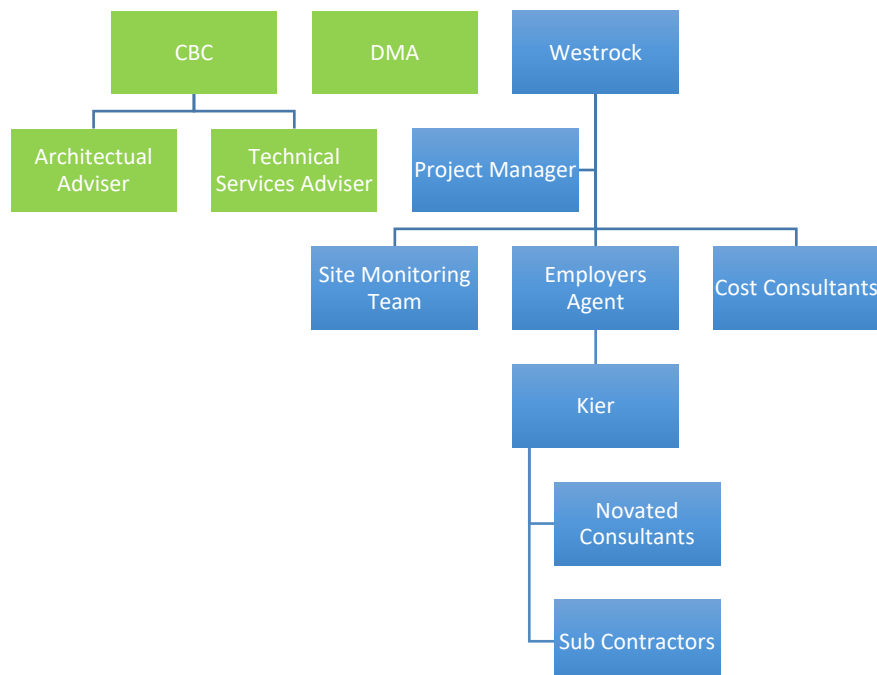 CBC
DMA
Westrock
Architectual
Adviser
Technical
Services Adviser
Project Manager
Site Monitoring
Team
Employers
Agent
Cost Consultants
Kier
Novated
Consultants
Sub Contractors